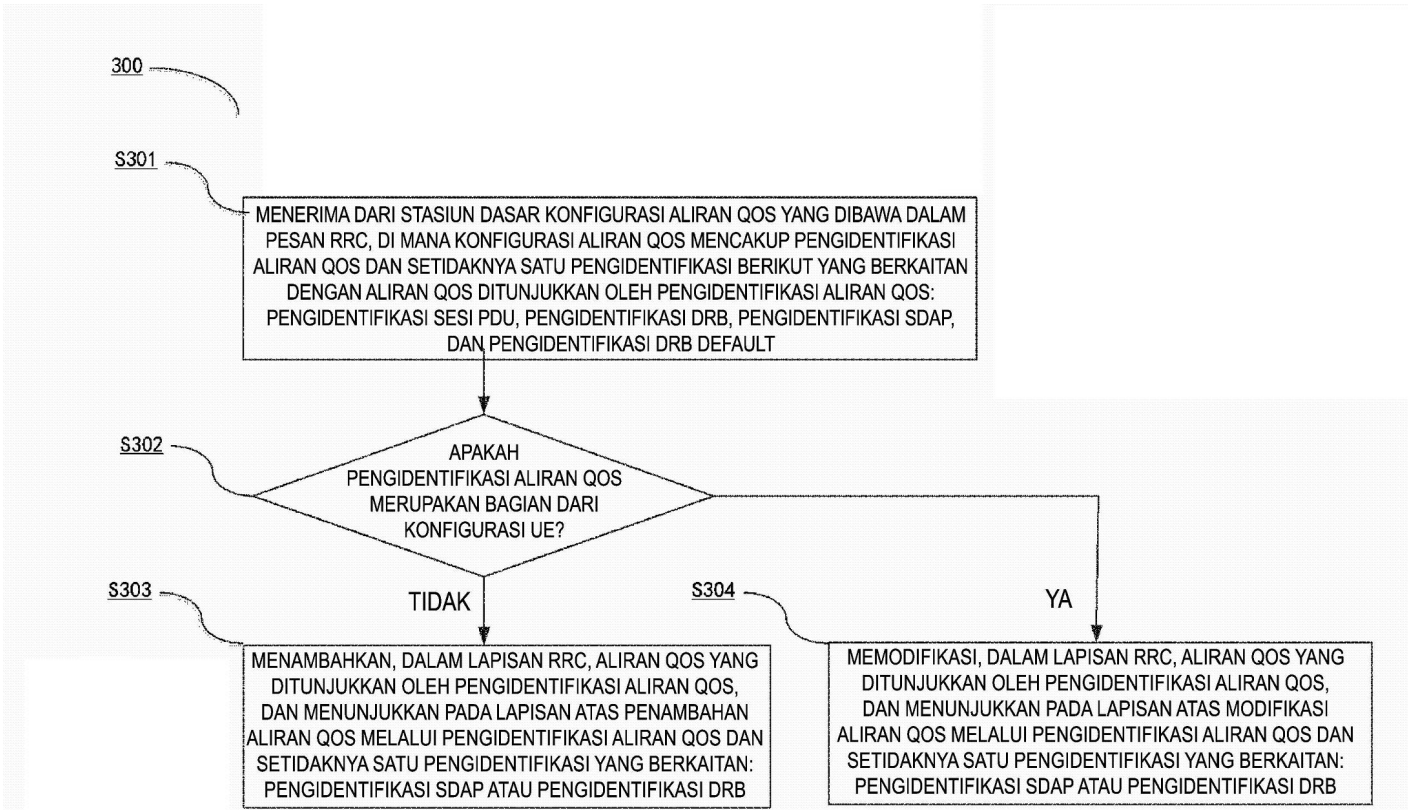 300
S301
MENERIMA DARI STASIUN DASAR KONFIGURASI ALIRAN QOS YANG DIBAWA DALAM
PESAN RRC, DI MANA KONFIGURASI ALIRAN QOS MENCAKUP PENGIDENTIFIKASI
ALIRAN QOS DAN SETIDAKNYA SATU PENGIDENTIFIKASI BERIKUT YANG BERKAITAN
DENGAN ALIRAN QOS DITUNJUKKAN OLEH PENGIDENTIFIKASI ALIRAN QOS:
PENGIDENTIFIKASI SESI PDU, PENGIDENTIFIKASI DRB, PENGIDENTIFIKASI SDAP,
DAN PENGIDENTIFIKASI DRB DEFAULT
S302
APAKAH
PENGIDENTIFIKASI ALIRAN QOS
MERUPAKAN BAGIAN DARI
KONFIGURASI UE?
S303
TIDAK
MENAMBAHKAN, DALAM LAPISAN RRC, ALIRAN QOS YANG
DITUNJUKKAN OLEH PENGIDENTIFIKASI ALIRAN QOS,
DAN MENUNJUKKAN PADA LAPISAN ATAS PENAMBAHAN
ALIRAN QOS MELALUI PENGIDENTIFIKASI ALIRAN QOS DAN
SETIDAKNYA SATU PENGIDENTIFIKASI YANG BERKAITAN:
PENGIDENTIFIKASI SDAP ATAU PENGIDENTIFIKASI DRB
S304
YA
MEMODIFIKASI, DALAM LAPISAN RRC, ALIRAN QOS YANG
DITUNJUKKAN OLEH PENGIDENTIFIKASI ALIRAN QOS,
DAN MENUNJUKKAN PADA LAPISAN ATAS MODIFIKASI
ALIRAN QOS MELALUI PENGIDENTIFIKASI ALIRAN QOS DAN
SETIDAKNYA SATU PENGIDENTIFIKASI YANG BERKAITAN:
PENGIDENTIFIKASI SDAP ATAU PENGIDENTIFIKASI DRB